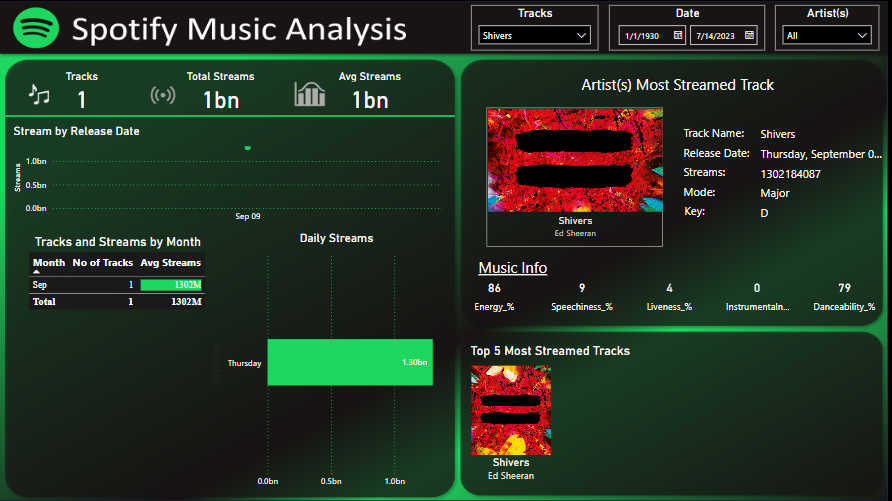 Spotify Music Analysis
Tracks
Shivers
Date
1/1/1930
7/14/2023
Artist(s)
All
Tracks
1
Total Streams
1bn
Avg Streams
1bn
Stream by Release Date
Streams
1.0bn
0.5bn
0.0bn
Sep 09
Tracks and Streams by Month
Month No of Tracks Avg Streams
Sep 1 1302M
Total 1 1302M
Daily Streams
Thursday
1.30bn
0.0bn 0.5bn 1.0bn
Artist(s) Most Streamed Track
Shivers
Ed Sheeran
Track Name: Shivers
Release Date: Thursday, September 0...
Streams: 1302184087
Mode: Major
Key: D
Music Info
86 9 4 0 79
Energy_% Speechiness_% Liveness_% Instrumentaln... Danceability_%
Top 5 Most Streamed Tracks
Shivers
Ed Sheeran